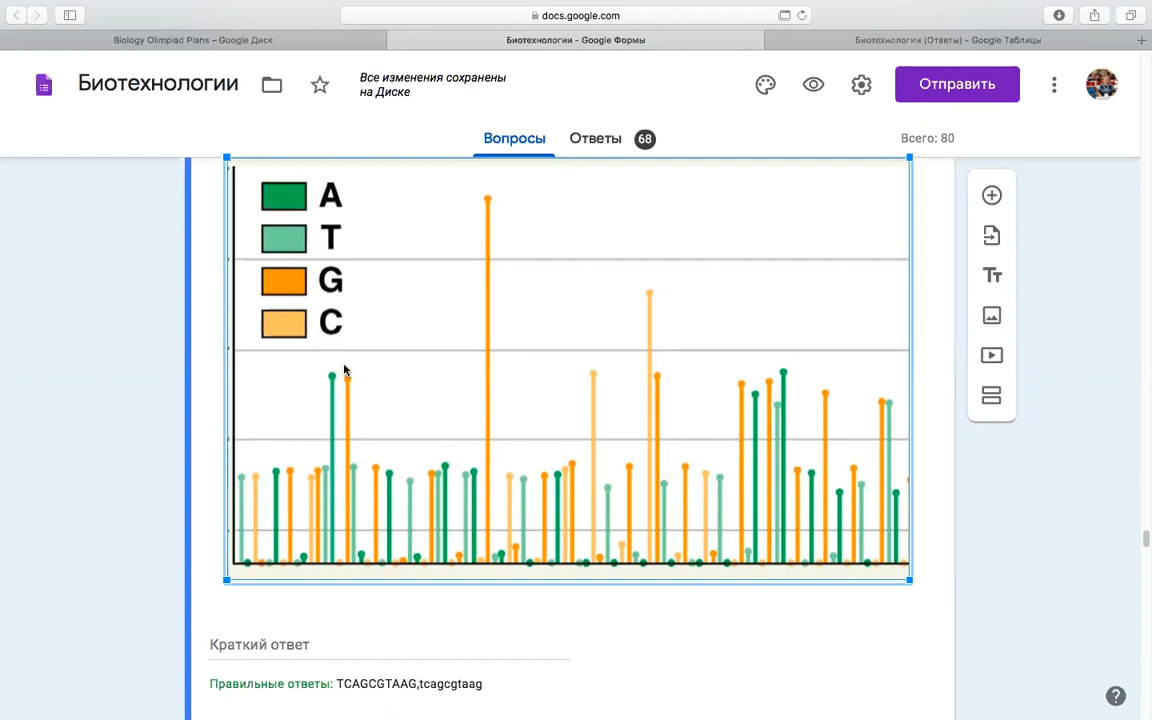 docs.google.com
Biology Olimpiad Plans – Google Диск
Биотехнологии - Google Формы
Биотехнологии (Ответы) - Google Таблицы
Биотехнологии
Все изменения сохранены
на Диске
Отправить
Вопросы
Ответы 68
Всего: 80
A
T
G
C
Tт
Краткий ответ
Правильные ответы: TCAGCGTAAG,tcagcgtaag